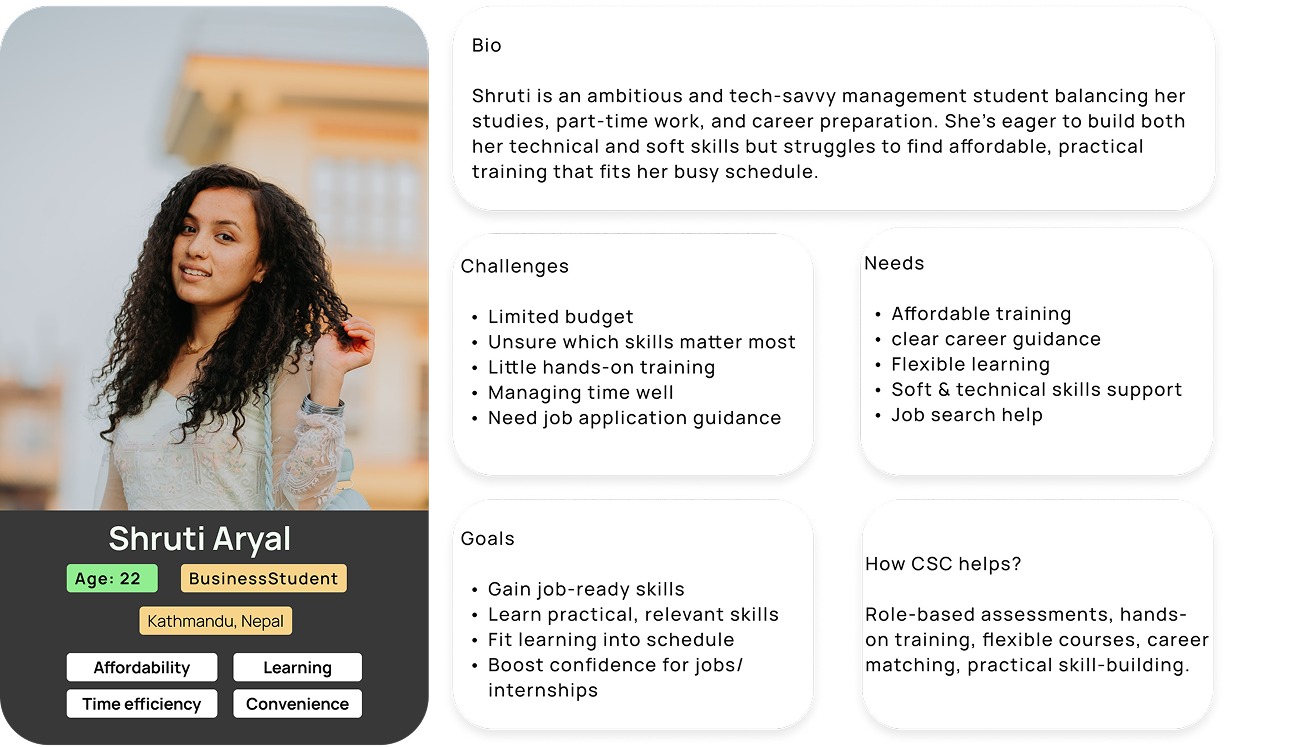 Shruti Aryal
Age: 22
BusinessStudent
Kathmandu, Nepal
Affordability
Learning
Time efficiency
Convenience
Bio
Shruti is an ambitious and tech-savvy management student balancing her
studies, part-time work, and career preparation. She’s eager to build both
her technical and soft skills but struggles to find affordable, practical
training that fits her busy schedule.
Challenges
• Limited budget
• Unsure which skills matter most
• Little hands-on training
• Managing time well
• Need job application guidance
Needs
• Affordable training
• clear career guidance
• Flexible learning
• Soft & technical skills support
• Job search help
Goals
• Gain job-ready skills
• Learn practical, relevant skills
• Fit learning into schedule
• Boost confidence for jobs/
internships
How CSC helps?
Role-based assessments, hands-
on training, flexible courses, career
matching, practical skill-building.